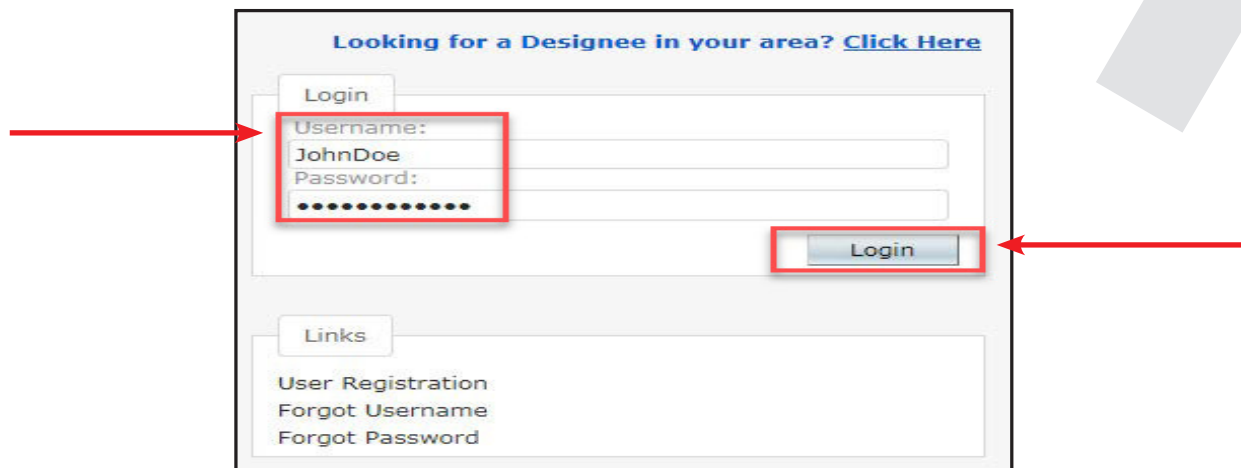 Looking for a Designee in your area? Click Here
Login
Username:
JohnDoe
Password:
••••••••••••
Login
Links
User Registration
Forgot Username
Forgot Password